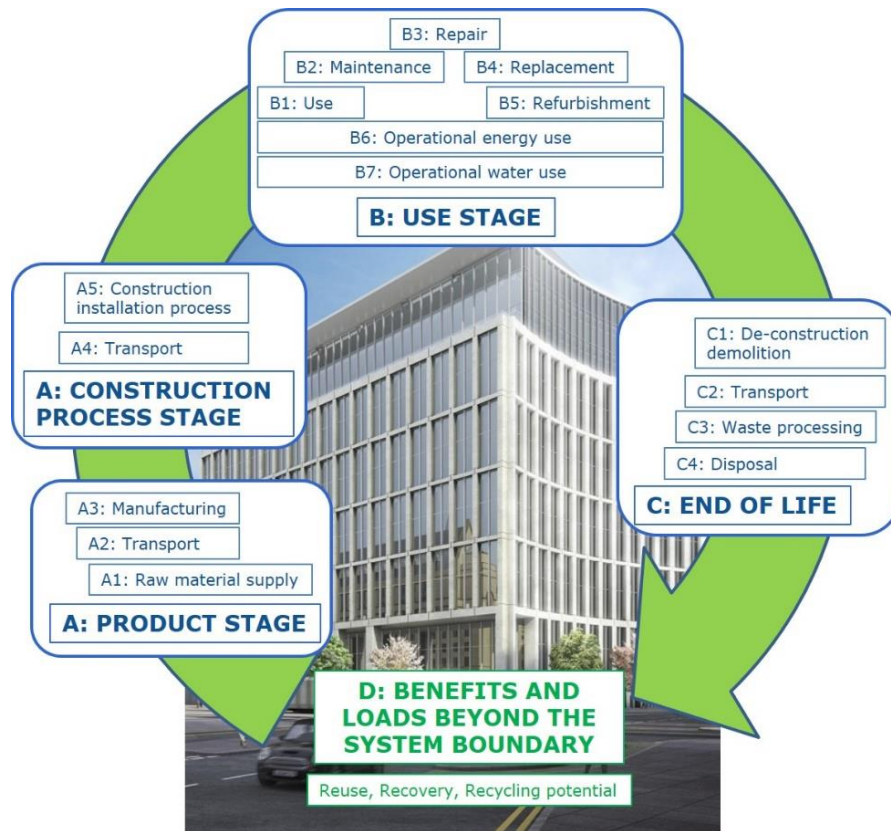 B3: Repair
B2: Maintenance
B4: Replacement
B1: Use
B5: Refurbishment
B6: Operational energy use
B7: Operational water use
B: USE STAGE
A5: Construction
installation process
A4: Transport
A: CONSTRUCTION
PROCESS STAGE
A3: Manufacturing
A2: Transport
A1: Raw material supply
A: PRODUCT STAGE
C1: De-construction
demolition
C2: Transport
C3: Waste processing
C4: Disposal
C: END OF LIFE
D: BENEFITS AND
LOADS BEYOND THE
SYSTEM BOUNDARY
Reuse, Recovery, Recycling potential